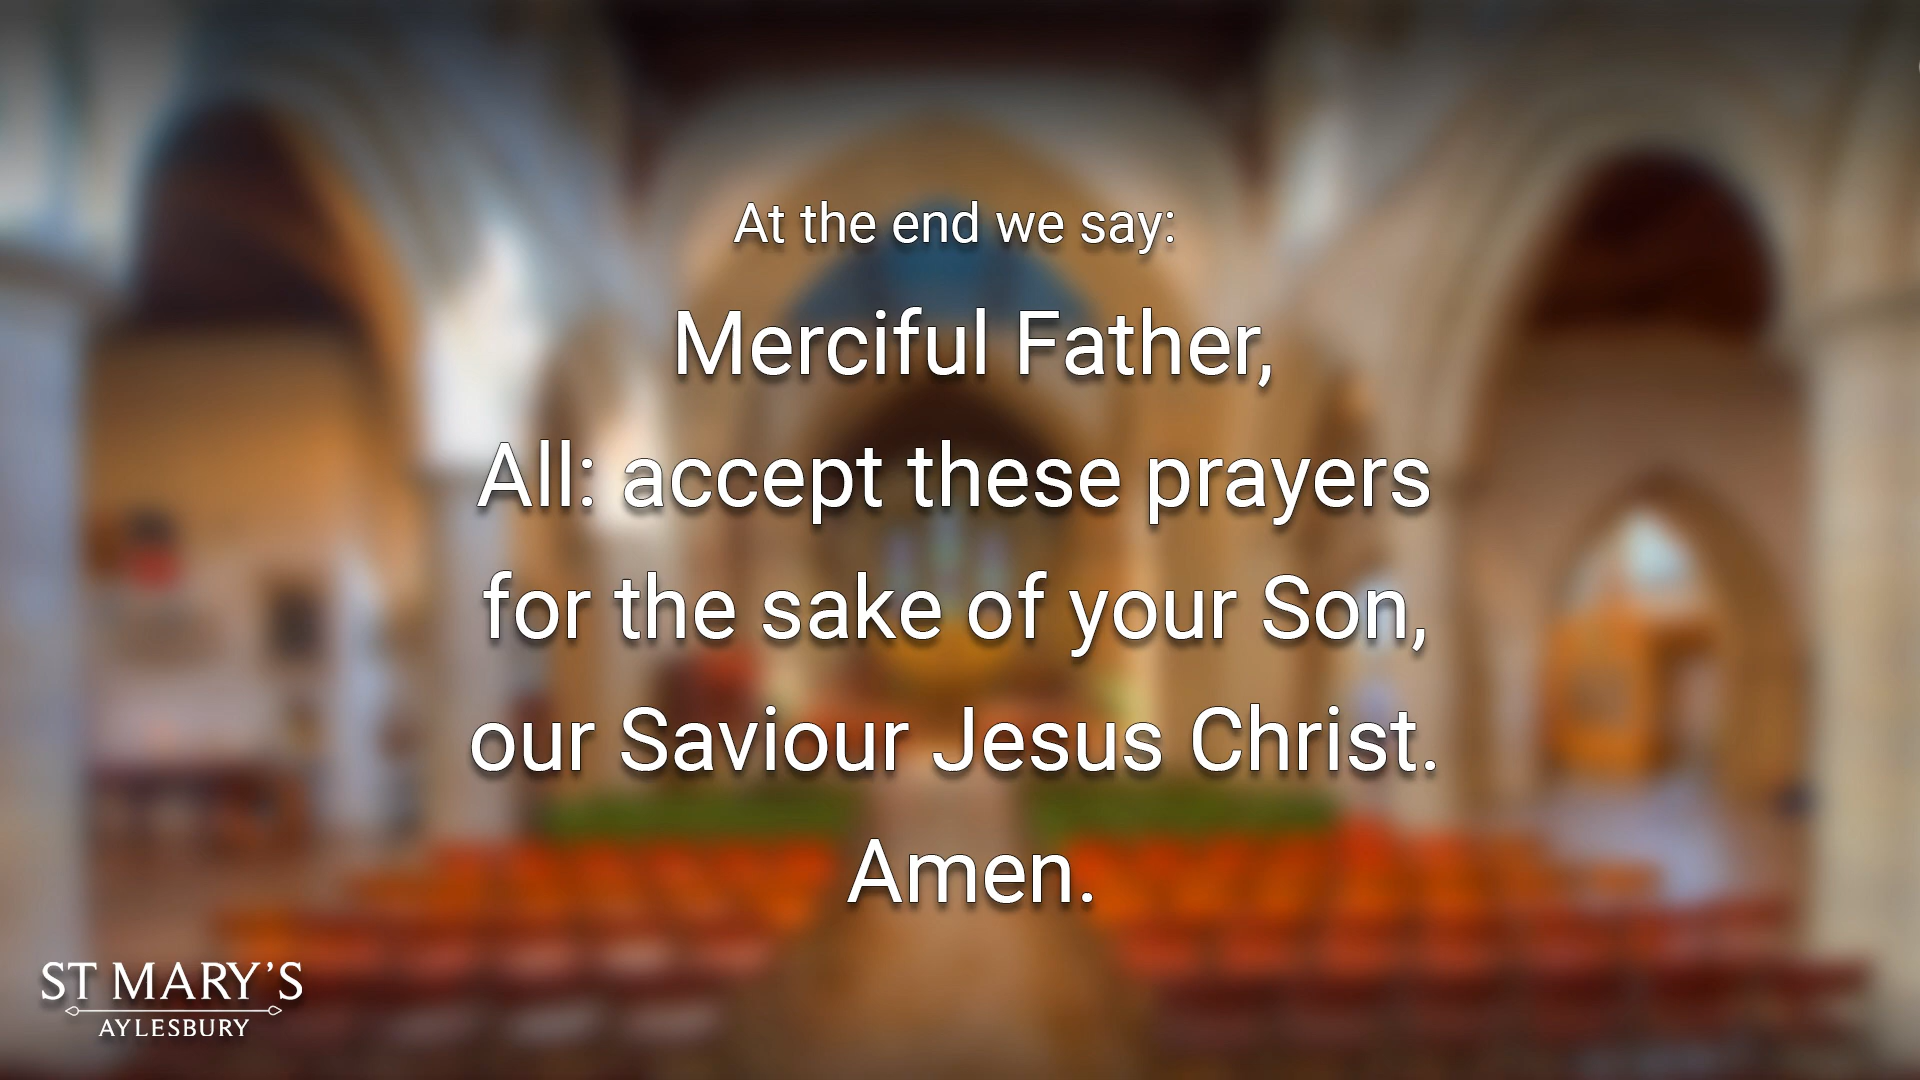 At the end we say:
Merciful Father,
All: accept these prayers
for the sake of your Son,
our Saviour Jesus Christ.
Amen.
ST MARY'S
AYLESBURY